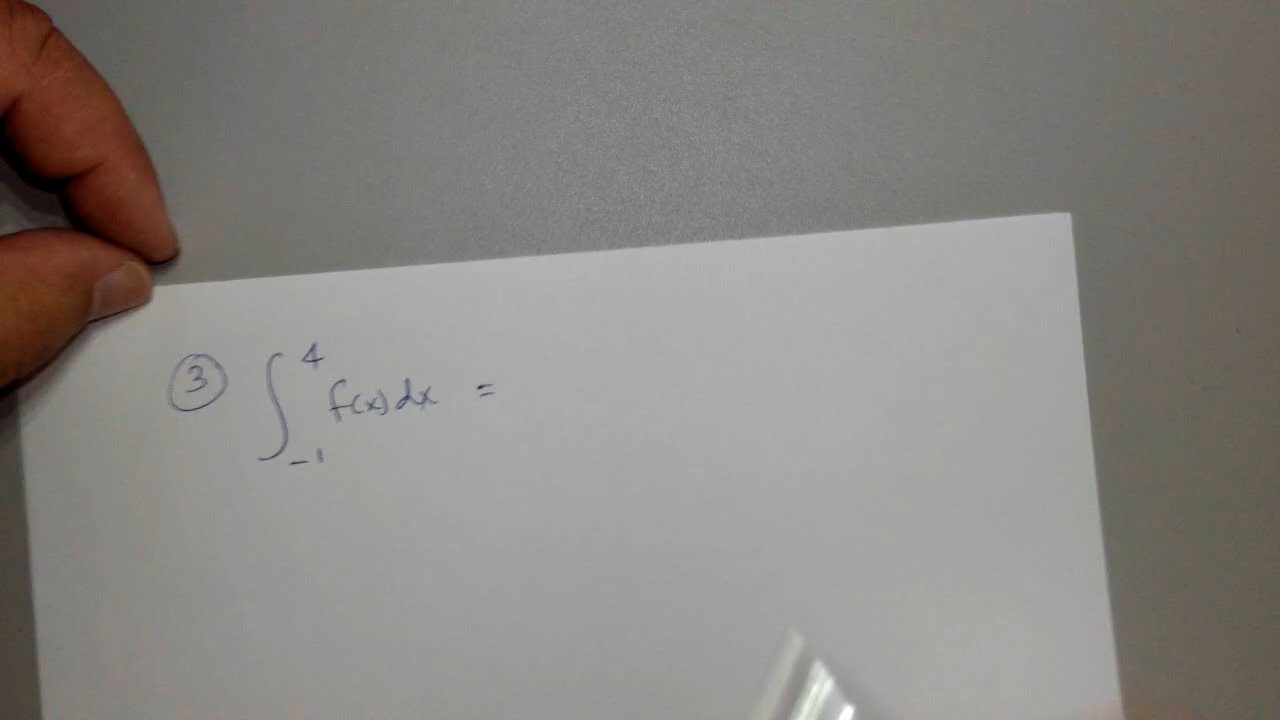 ③ ∫₋₁⁴ f(x)dx =